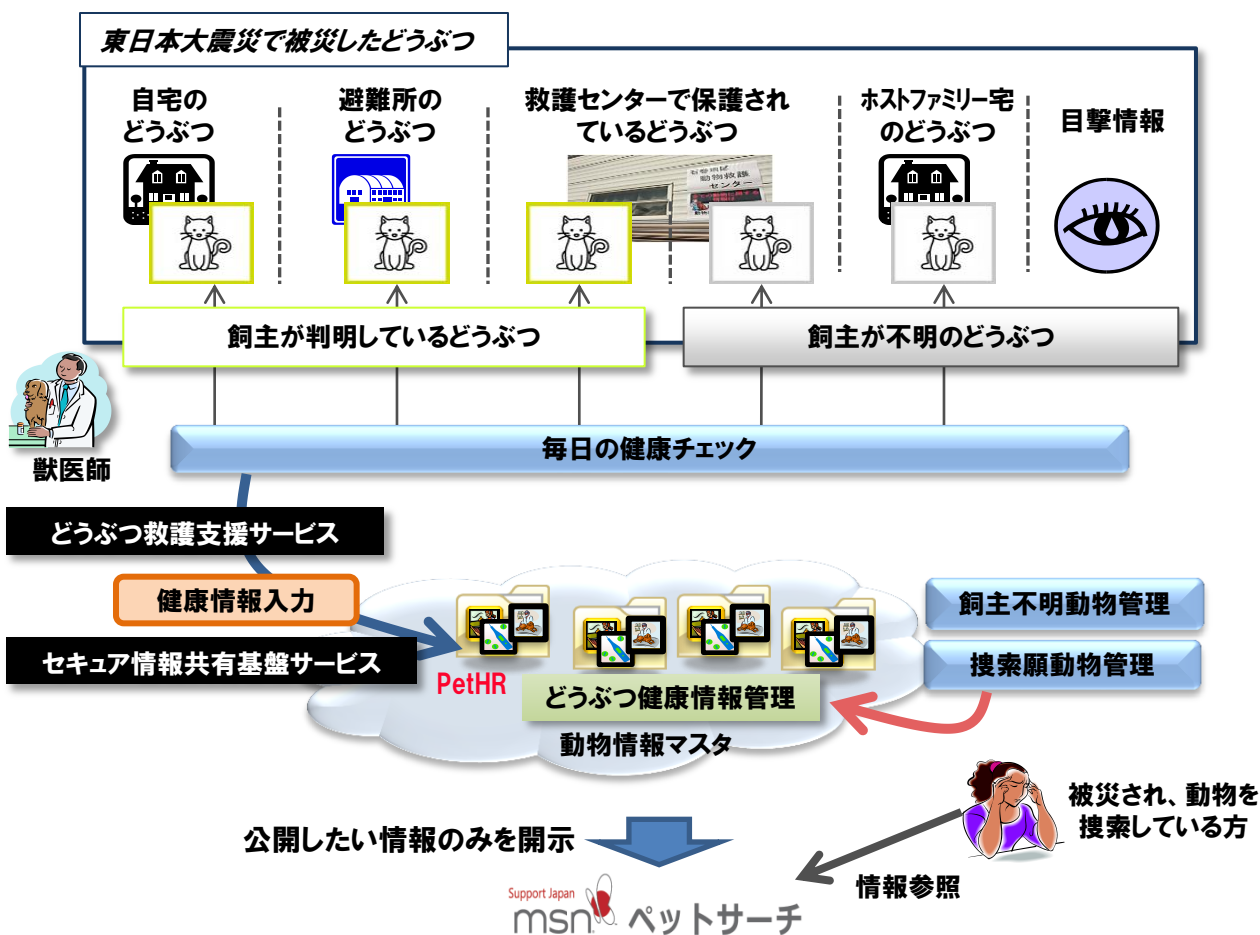 東日本大震災で被災したどうぶつ
自宅の
どうぶつ
避難所の
どうぶつ
救護センターで保護され
ているどうぶつ
ホストファミリー宅
のどうぶつ
目撃情報
動物救護
センター
飼主が判明しているどうぶつ
飼主が不明のどうぶつ
獣医師
毎日の健康チェック
どうぶつ救護支援サービス
健康情報入力
セキュア情報共有基盤サービス
PetHR
どうぶつ健康情報管理
動物情報マスタ
飼主不明動物管理
捜索願動物管理
被災され、動物を
捜索している方
公開したい情報のみを開示
情報参照
Support Japan
msn ペットサーチ